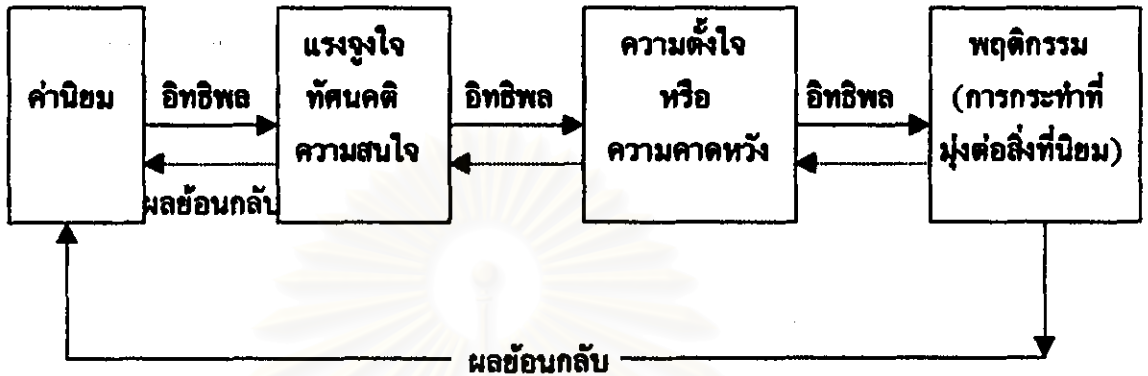 ค่านิยม
อิทธิพล
ผลย้อนกลับ
แรงจูงใจ
ทัศนคติ
ความสนใจ
อิทธิพล
ความตั้งใจ
หรือ
ความคาดหวัง
อิทธิพล
พฤติกรรม
(การกระทำที่
มุ่งต่อสิ่งที่นิยม)
ผลย้อนกลับ